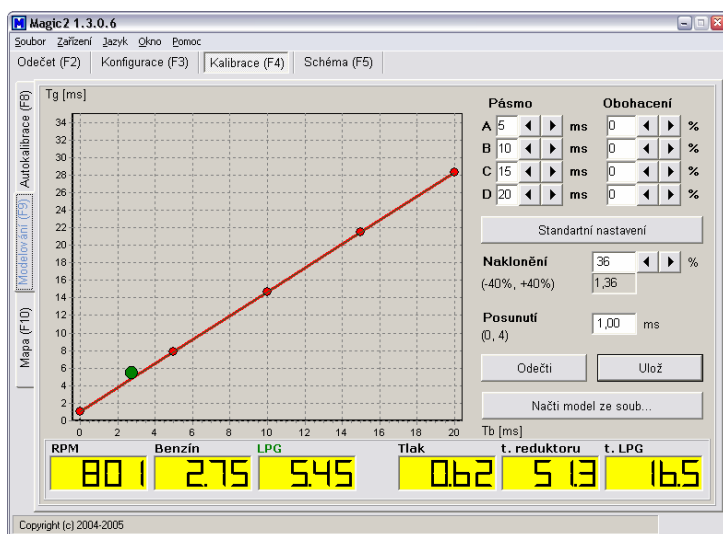 Magic2 1.3.0.6
Soubor Zařízení Jazyk Okno Pomoc
Odečet (F2) Konfigurace (F3) Kalibrace (F4) Schéma (F5)
Autokalibrace (F8)
Modelování (F9)
Mapa (F10)
Tg [ms]
34
32
30
28
26
24
22
20
18
16
14
12
10
8
6
4
2
0
0 2 4 6 8 10 12 14 16 18 20
Tb [ms]
Pásmo Obohacení
A 5 ms 0 %
B 10 ms 0 %
C 15 ms 0 %
D 20 ms 0 %
Standartní nastavení
Naklonění 36 %
(-40%, +40%) 1,36
Posunutí 1,00 ms
(0, 4)
Odečti Ulož
Načti model ze soub...
RPM Benzín LPG Tlak t. reduktoru t. LPG
801 2.75 5.45 0.62 51.3 16.5
Copyright (c) 2004-2005